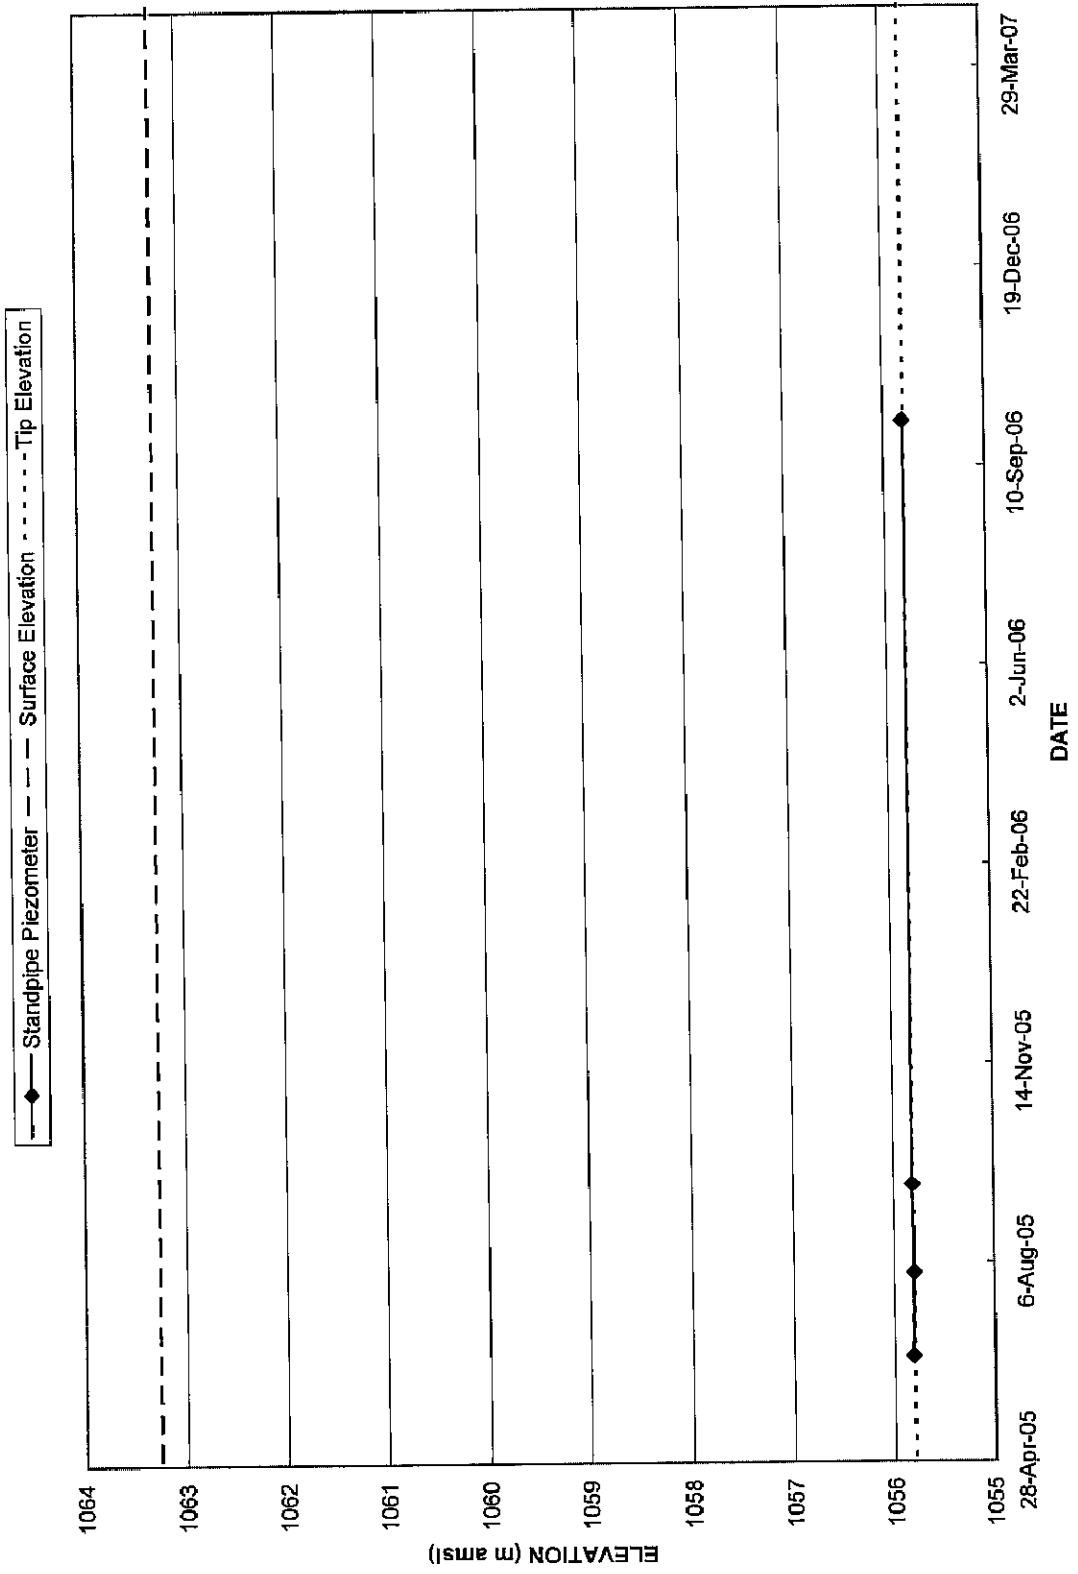 Standpipe Piezometer Surface Elevation Tip Elevation
ELEVATION (m amsl)
1064
1063
1062
1061
1060
1059
1058
1057
1056
1055
28-Apr-05 6-Aug-05 14-Nov-05 22-Feb-06 2-Jun-06 10-Sep-06 19-Dec-06 29-Mar-07
DATE